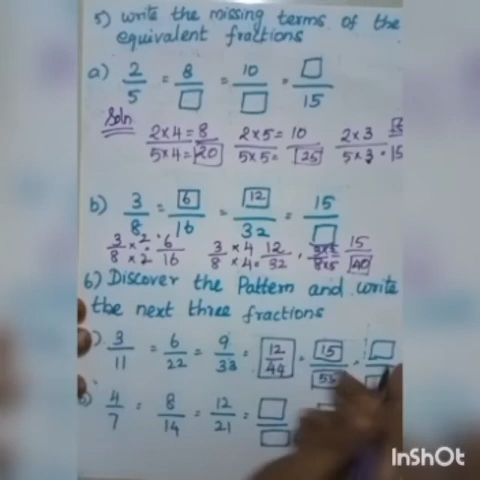 5) Write the missing terms of the
equivalent fractions
a) 2/5 = 8/□ = 10/□ = □/15
Soln
2×4=8/5×4=20 2×5=10/5×5=25 2×3/5×3=15
b) 3/8 = 6/16 = 12/32 = 15/□
3/8 × 2/2 = 6/16 3/8 × 4/4 = 12/32, 3×5/8×5 = 15/40
6) Discover the Pattern and write
the next three fractions
) 3/11 = 6/22 = 9/33 = 12/44 = 15/55 = □/□
) 4/7 = 8/14 = 12/21 = □/□
InShOt